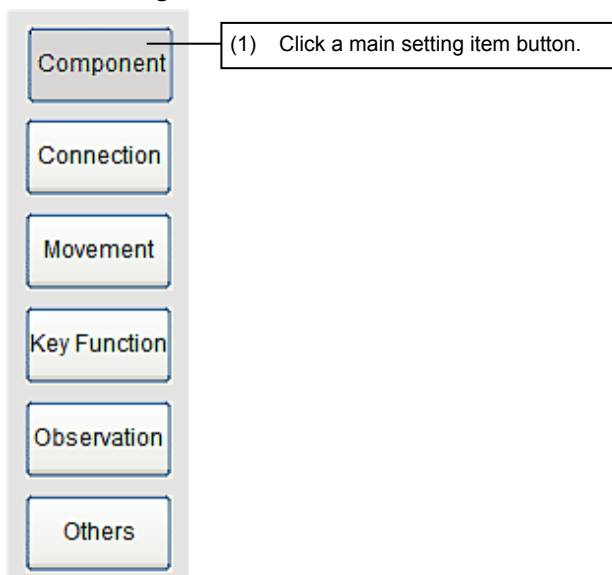 Component
(1) Click a main setting item button.
Connection
Movement
Key Function
Observation
Others